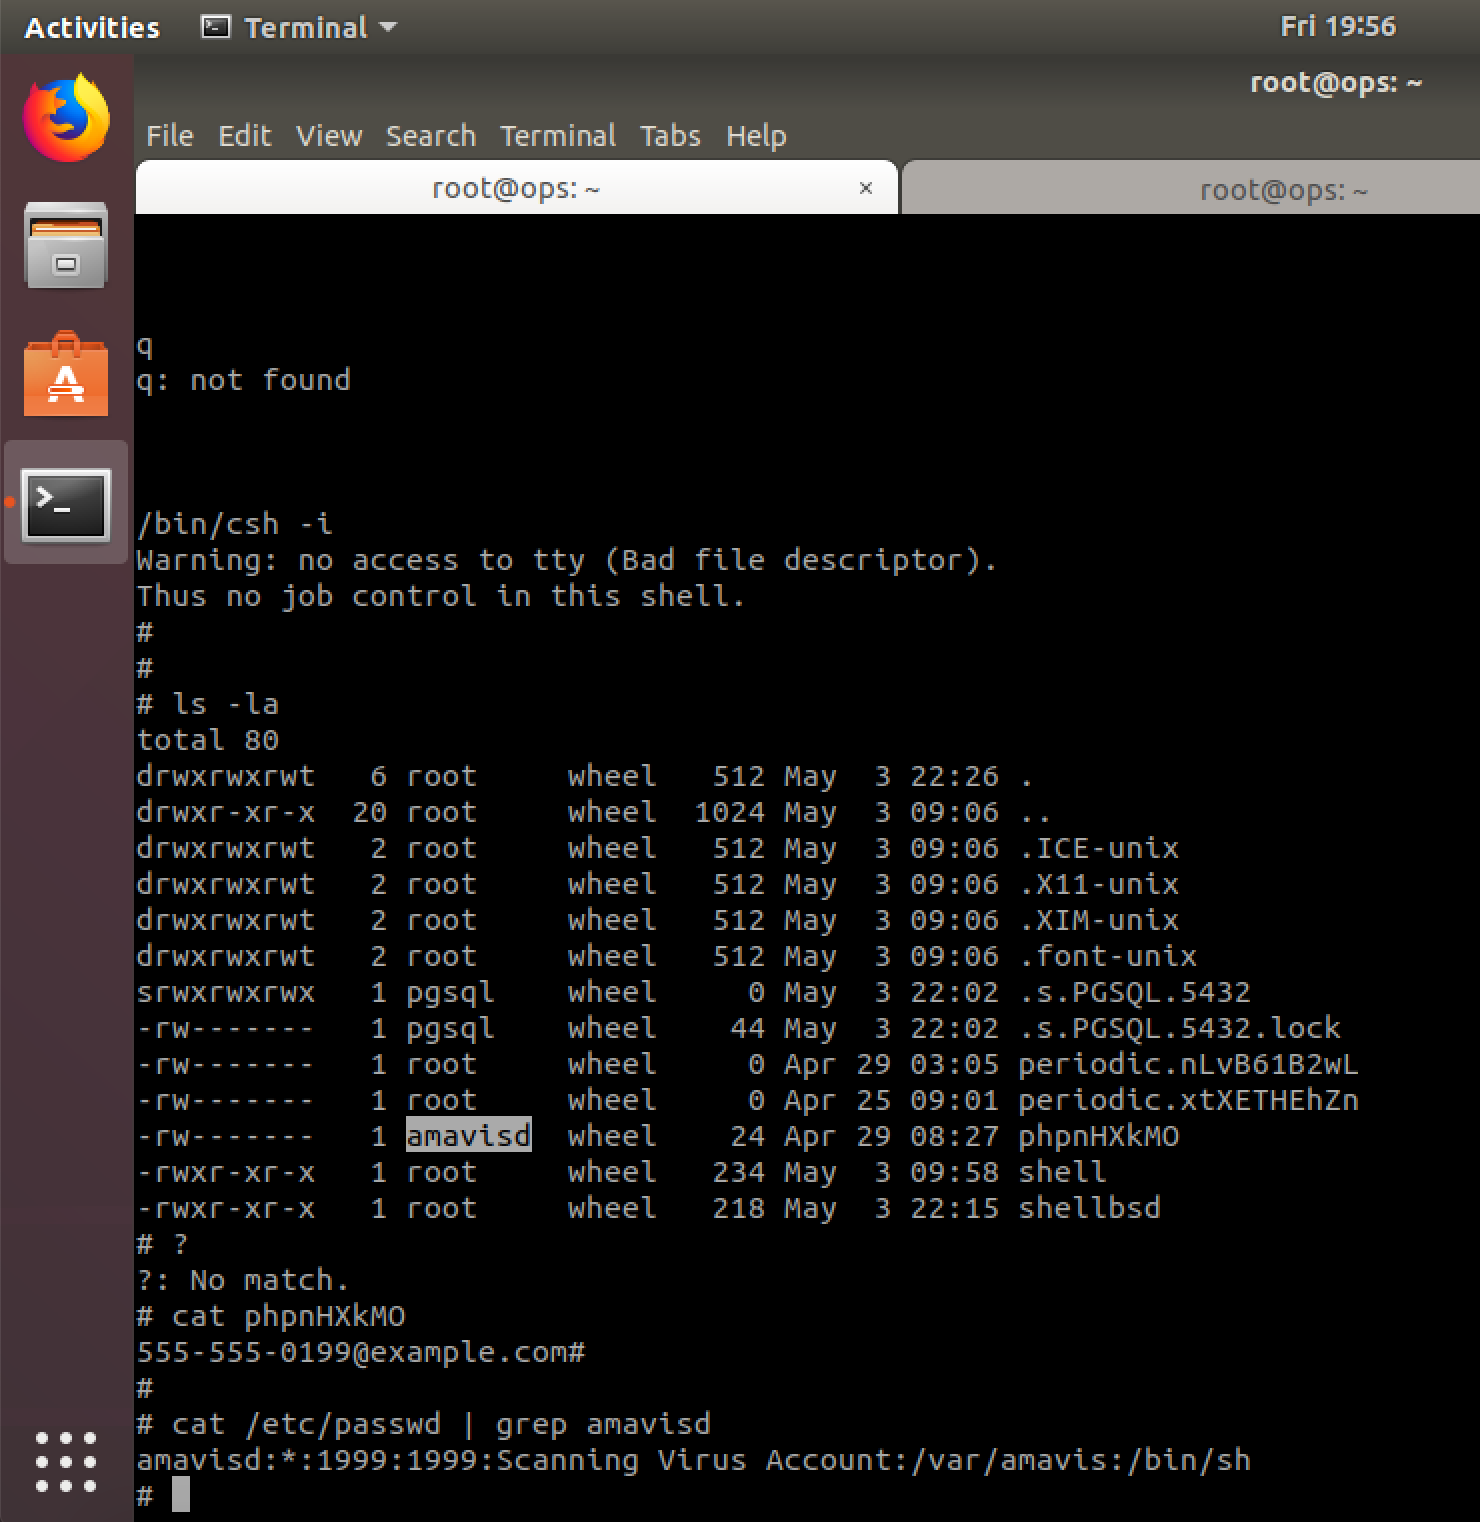 Activities Terminal Fri 19:56
root@ops: ~
File Edit View Search Terminal Tabs Help
root@ops: ~ × root@ops: ~
q
q: not found
/bin/csh -i
Warning: no access to tty (Bad file descriptor).
Thus no job control in this shell.
#
#
# ls -la
total 80
drwxrwxrwt   6 root     wheel   512 May  3 22:26 .
drwxr-xr-x  20 root     wheel  1024 May  3 09:06 ..
drwxrwxrwt   2 root     wheel   512 May  3 09:06 .ICE-unix
drwxrwxrwt   2 root     wheel   512 May  3 09:06 .X11-unix
drwxrwxrwt   2 root     wheel   512 May  3 09:06 .XIM-unix
drwxrwxrwt   2 root     wheel   512 May  3 09:06 .font-unix
srwxrwxrwx   1 pgsql    wheel     0 May  3 22:02 .s.PGSQL.5432
-rw-------   1 pgsql    wheel    44 May  3 22:02 .s.PGSQL.5432.lock
-rw-------   1 root     wheel     0 Apr 29 03:05 periodic.nLvB61B2wL
-rw-------   1 root     wheel     0 Apr 25 09:01 periodic.xtXETHEhZn
-rw-------   1 amavisd  wheel    24 Apr 29 08:27 phpnHXkMO
-rwxr-xr-x   1 root     wheel   234 May  3 09:58 shell
-rwxr-xr-x   1 root     wheel   218 May  3 22:15 shellbsd
# ?
?: No match.
# cat phpnHXkMO
555-555-0199@example.com#
#
# cat /etc/passwd | grep amavisd
amavisd:*:1999:1999:Scanning Virus Account:/var/amavis:/bin/sh
#